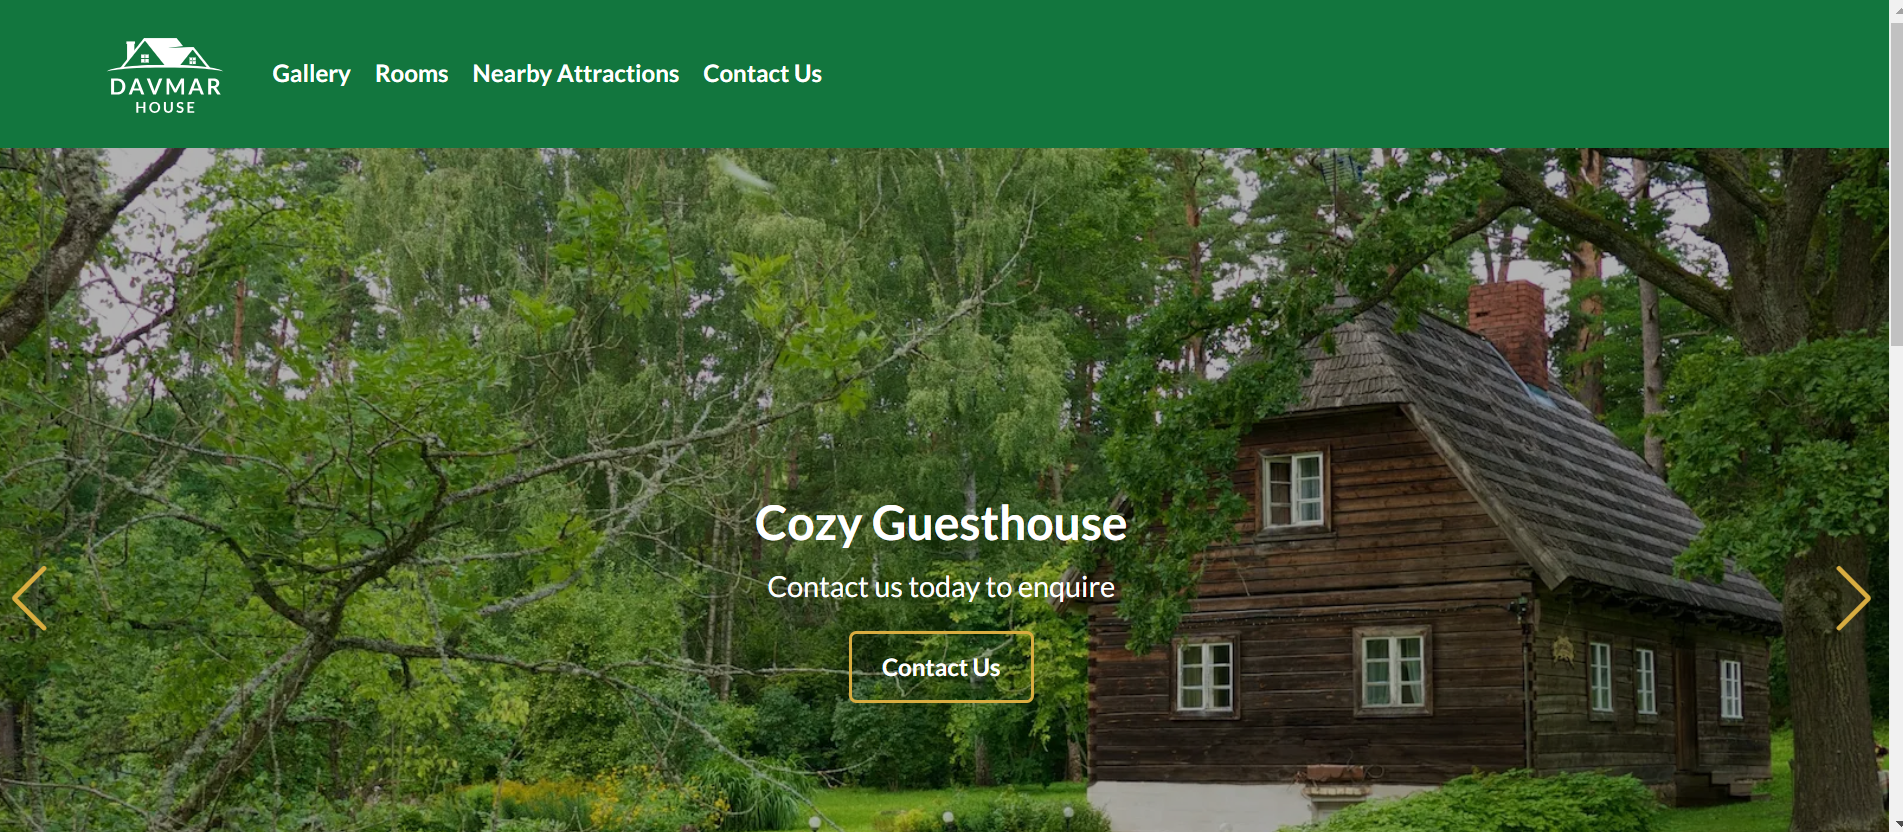 DAVMAR
HOUSE
Gallery Rooms Nearby Attractions Contact Us
Cozy Guesthouse
Contact us today to enquire
Contact Us